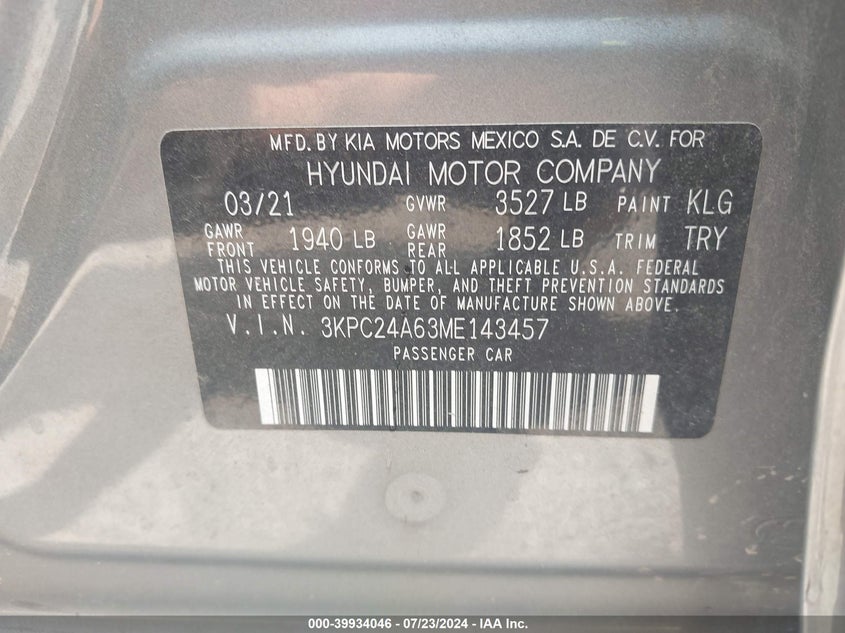 MFD. BY KIA MOTORS MEXICO S.A. DE C.V. FOR
HYUNDAI MOTOR COMPANY
03/21 GVWR 3527 LB PAINT KLG
GAWR FRONT 1940 LB GAWR REAR 1852 LB TRIM TRY
THIS VEHICLE CONFORMS TO ALL APPLICABLE U.S.A. FEDERAL
MOTOR VEHICLE SAFETY, BUMPER, AND THEFT PREVENTION STANDARDS
IN EFFECT ON THE DATE OF MANUFACTURE SHOWN ABOVE.
V.I.N. 3KPC24A63ME143457
PASSENGER CAR
000-39934046 - 07/23/2024 - IAA Inc.